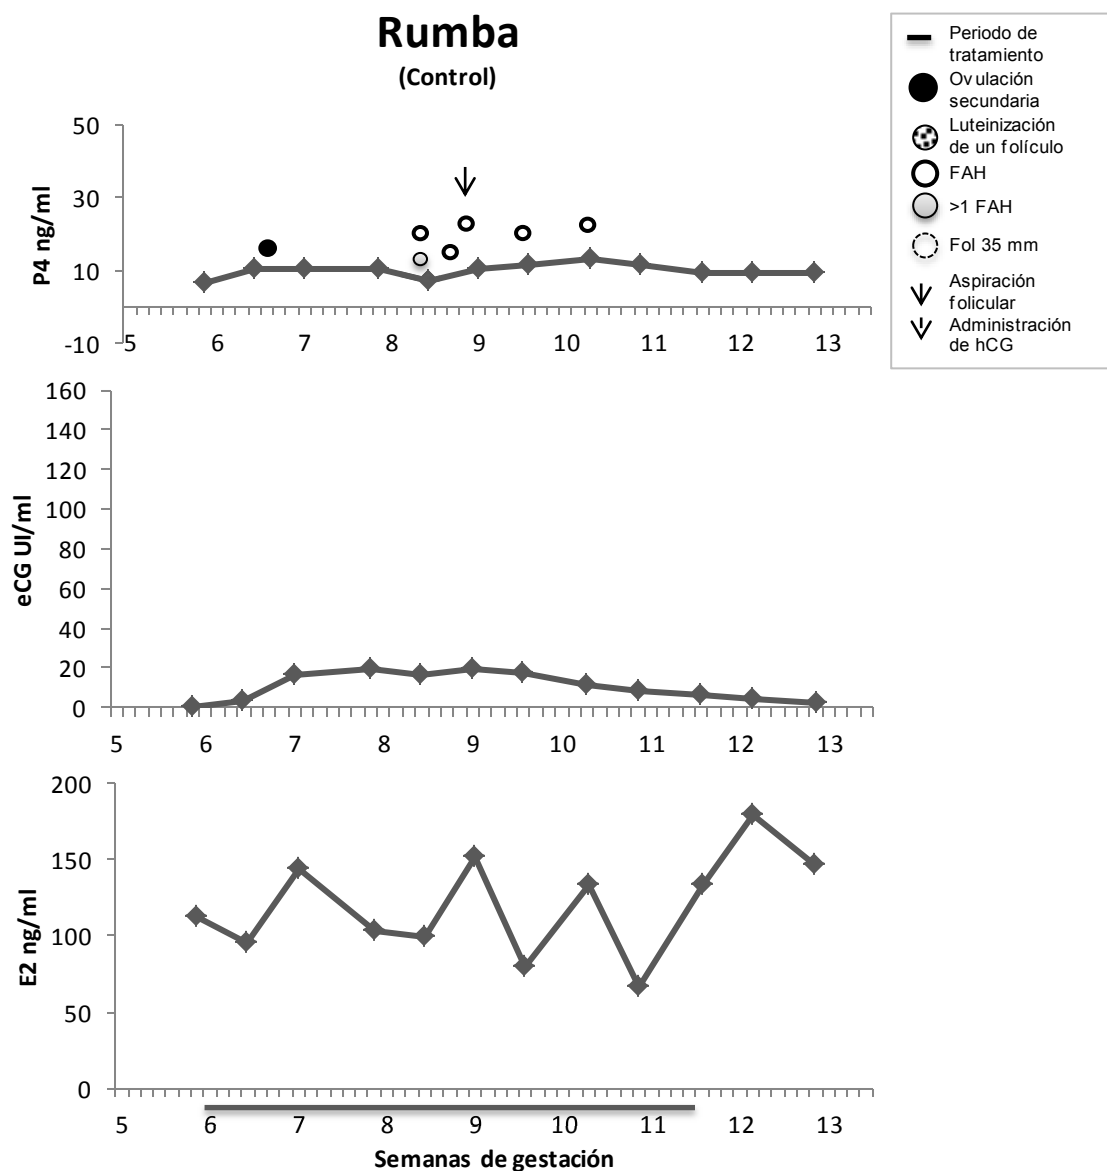 Rumba
(Control)
Periodo de
tratamiento
Ovulación
secundaria
Luteinización
de un folículo
FAH
>1 FAH
Fol 35 mm
Aspiración
folicular
Administración
de hCG
P4 ng/ml
50
30
10
-10
5 6 7 8 9 10 11 12 13
eCG UI/ml
160
140
120
100
80
60
40
20
0
5 6 7 8 9 10 11 12 13
E2 ng/ml
200
150
100
50
0
5 6 7 8 9 10 11 12 13
Semanas de gestación